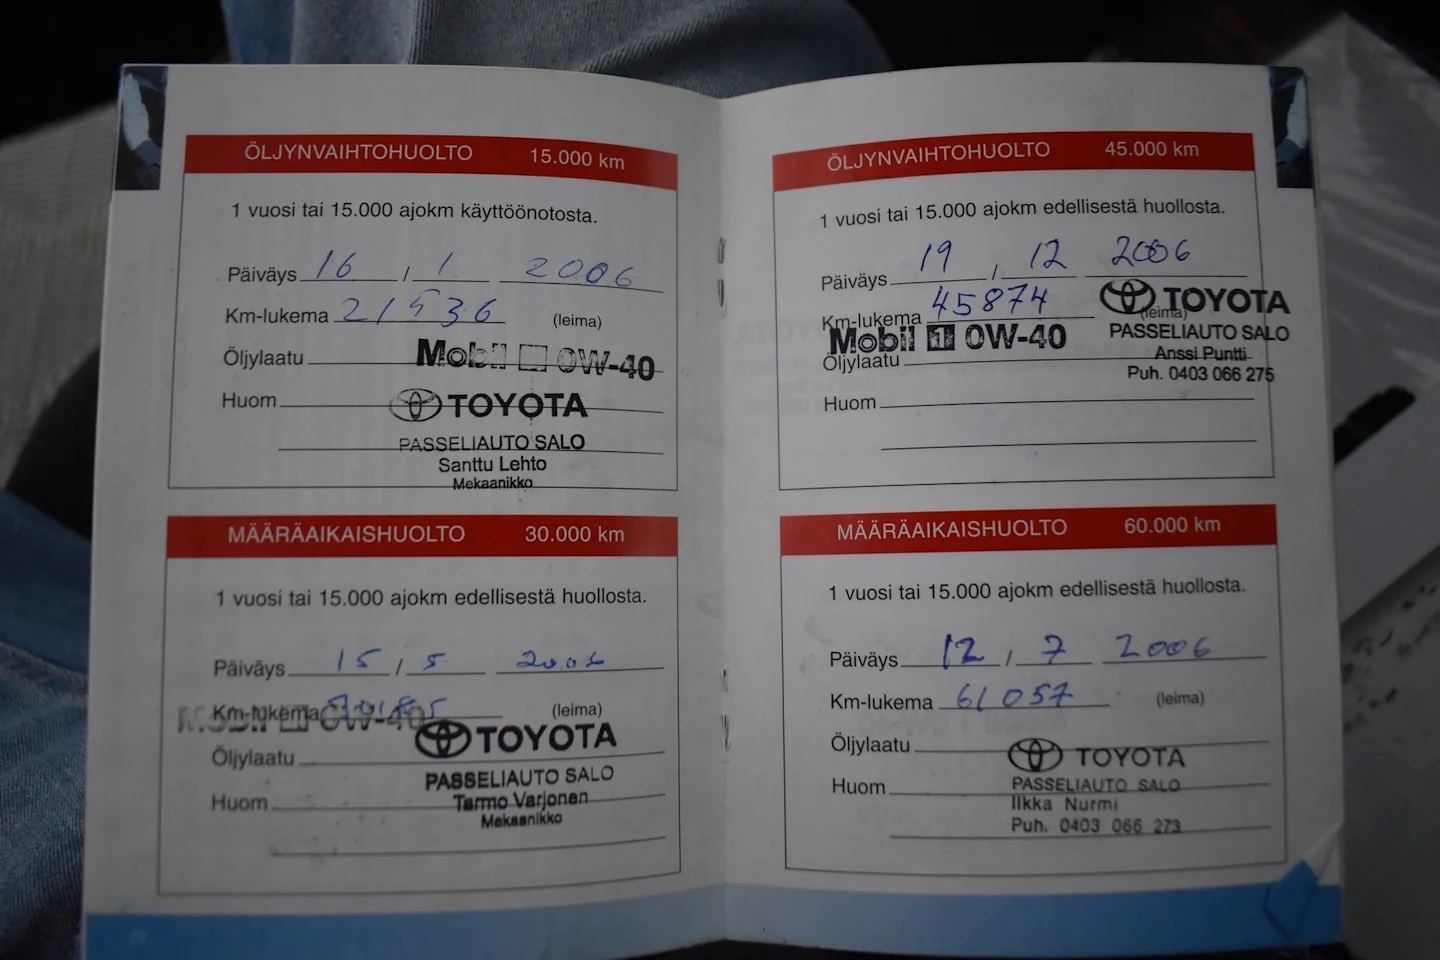 ÖLJYNVAIHTOHUOLTO 15.000 km
1 vuosi tai 15.000 ajokm käyttöönotosta.
Päiväys 16 / 1 2006
Km-lukema 21536 (leima)
Öljylaatu Mobil 0W-40
Huom TOYOTA
PASSELIAUTO SALO
Santtu Lehto
Mekaanikko
MÄÄRÄAIKAISHUOLTO 30.000 km
1 vuosi tai 15.000 ajokm edellisestä huollosta.
Päiväys 15 / 5 2006
Km-lukema (leima)
Mobil 1 0W-40
TOYOTA
Öljylaatu
PASSELIAUTO SALO
Huom Tarmo Varjonen
Mekaanikko
ÖLJYNVAIHTOHUOLTO 45.000 km
1 vuosi tai 15.000 ajokm edellisestä huollosta.
Päiväys 19 / 12 2006
Km-lukema 45874 (leima)
TOYOTA
Mobil 1 0W-40
PASSELIAUTO SALO
Öljylaatu Anssi Puntti
Puh. 0403 066 275
Huom
MÄÄRÄAIKAISHUOLTO 60.000 km
1 vuosi tai 15.000 ajokm edellisestä huollosta.
Päiväys 12 / 7 2006
Km-lukema 61057 (leima)
Öljylaatu TOYOTA
Huom PASSELIAUTO SALO
Ilkka Nurmi
Puh. 0403 066 273